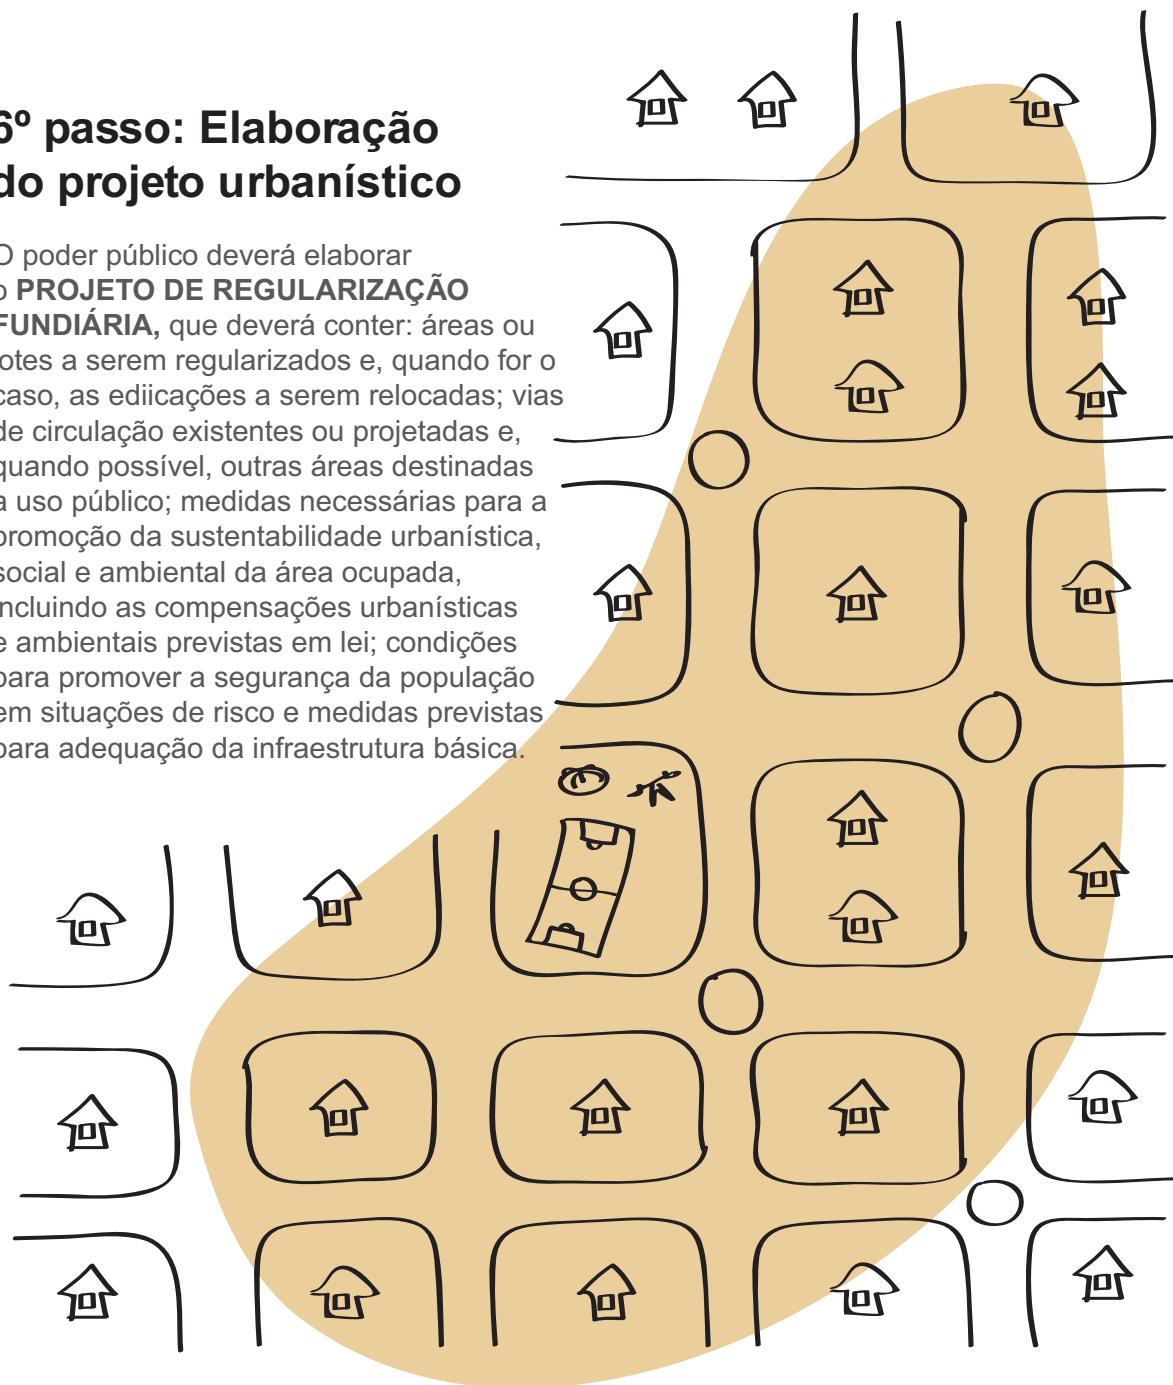 6º passo: Elaboração
do projeto urbanístico
O poder público deverá elaborar
o PROJETO DE REGULARIZAÇÃO
FUNDIÁRIA, que deverá conter: áreas ou
lotes a serem regularizados e, quando for o
caso, as ediicações a serem relocadas; vias
de circulação existentes ou projetadas e,
quando possível, outras áreas destinadas
a uso público; medidas necessárias para a
promoção da sustentabilidade urbanística,
social e ambiental da área ocupada,
incluindo as compensações urbanísticas
e ambientais previstas em lei; condições
para promover a segurança da população
em situações de risco e medidas previstas
para adequação da infraestrutura básica.